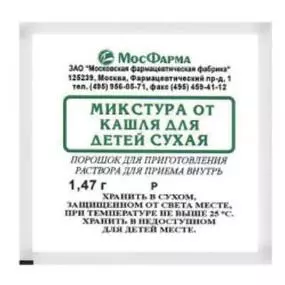 МОСФАРМА
ЗАО "Московская фармацевтическая фабрика"
125239, Москва, Фармацевтический пр-д, 1
тел. (495) 956-05-71, факс (495) 459-41-12
МИКСТУРА ОТ
КАШЛЯ ДЛЯ
ДЕТЕЙ СУХАЯ
ПОРОШОК ДЛЯ ПРИГОТОВЛЕНИЯ
РАСТВОРА ДЛЯ ПРИЕМА ВНУТРЬ
1,47 г Р
ХРАНИТЬ В СУХОМ,
ЗАЩИЩЕННОМ ОТ СВЕТА МЕСТЕ,
ПРИ ТЕМПЕРАТУРЕ НЕ ВЫШЕ 25 °С.
ХРАНИТЬ В НЕДОСТУПНОМ
ДЛЯ ДЕТЕЙ МЕСТЕ.